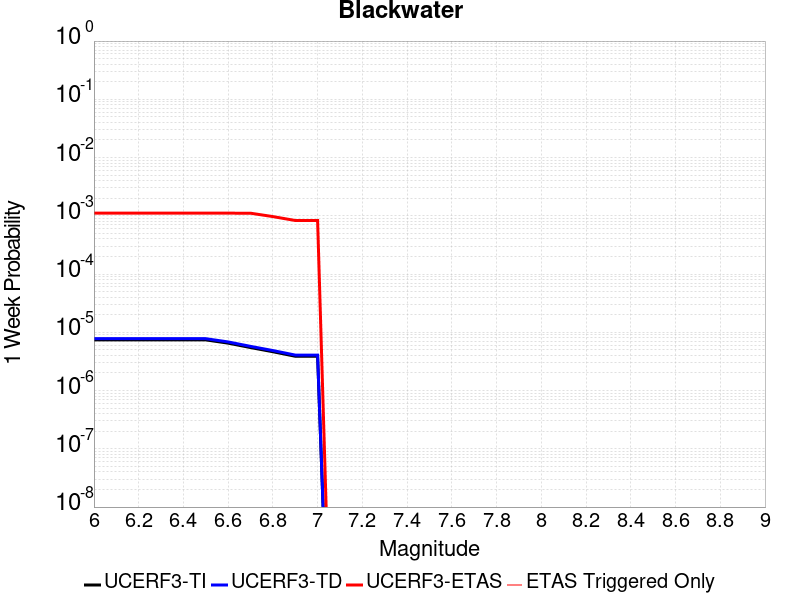 Blackwater
10^0
10^-1
10^-2
10^-3
10^-4
10^-5
10^-6
10^-7
10^-8
1 Week Probability
6 6.2 6.4 6.6 6.8 7 7.2 7.4 7.6 7.8 8 8.2 8.4 8.6 8.8 9
Magnitude
UCERF3-TI UCERF3-TD UCERF3-ETAS ETAS Triggered Only